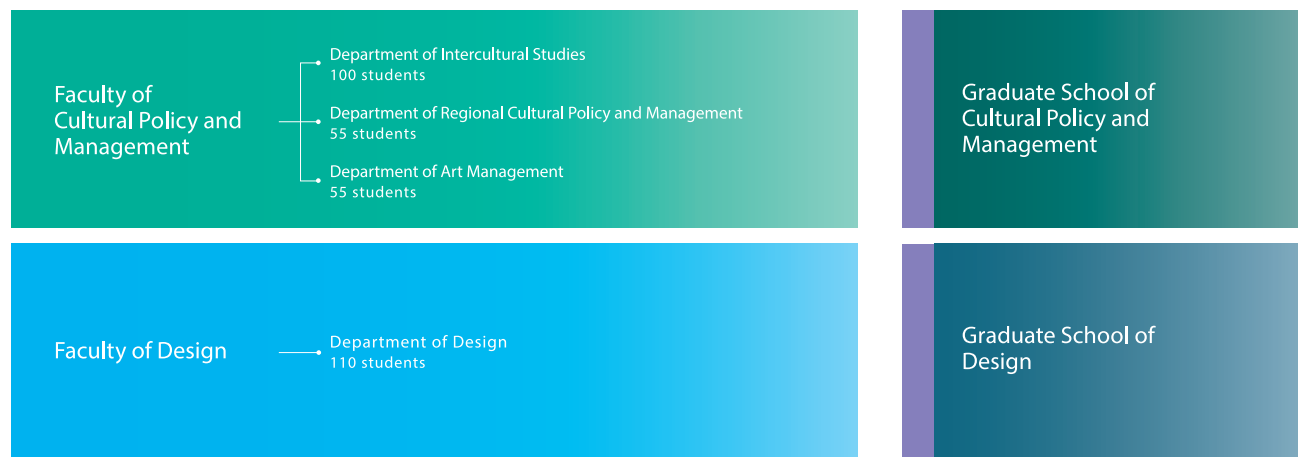 Faculty of
Cultural Policy and
Management
Department of Intercultural Studies
100 students
Department of Regional Cultural Policy and Management
55 students
Department of Art Management
55 students
Graduate School of
Cultural Policy and
Management
Faculty of Design
Department of Design
110 students
Graduate School of
Design